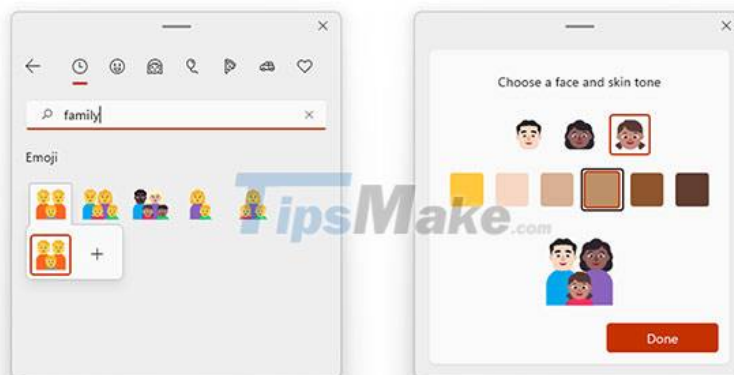 family
Emoji
TipsMake.com
Choose a face and skin tone
Done